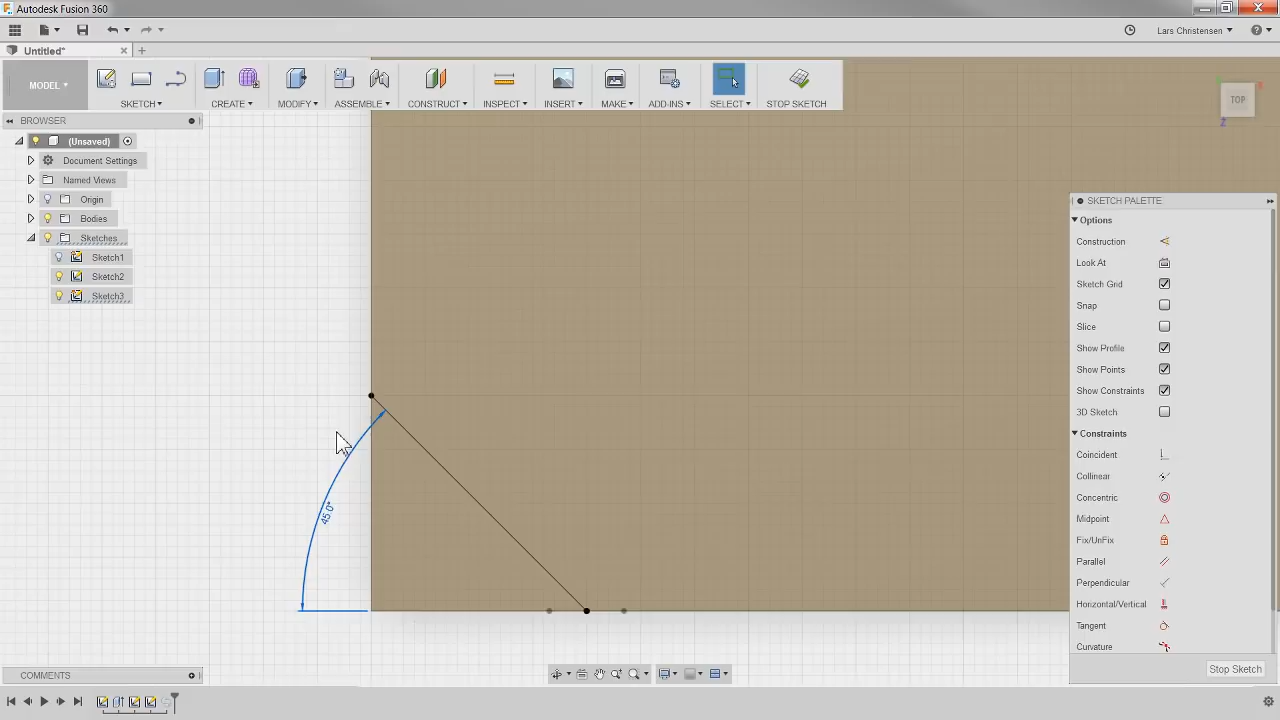 Autodesk Fusion 360
Lars Christensen
Untitled*
MODEL
SKETCH
CREATE
MODIFY
ASSEMBLE
CONSTRUCT
INSPECT
INSERT
MAKE
ADD-INS
SELECT
STOP SKETCH
TOP
Z
BROWSER
(Unsaved)
Document Settings
Named Views
Origin
Bodies
Sketches
Sketch1
Sketch2
Sketch3
SKETCH PALETTE
Options
Construction
Look At
Sketch Grid
Snap
Slice
Show Profile
Show Points
Show Constraints
3D Sketch
Constraints
Coincident
Collinear
Concentric
Midpoint
Fix/UnFix
Parallel
Perpendicular
Horizontal/Vertical
Tangent
Curvature
45.0°
Stop Sketch
COMMENTS